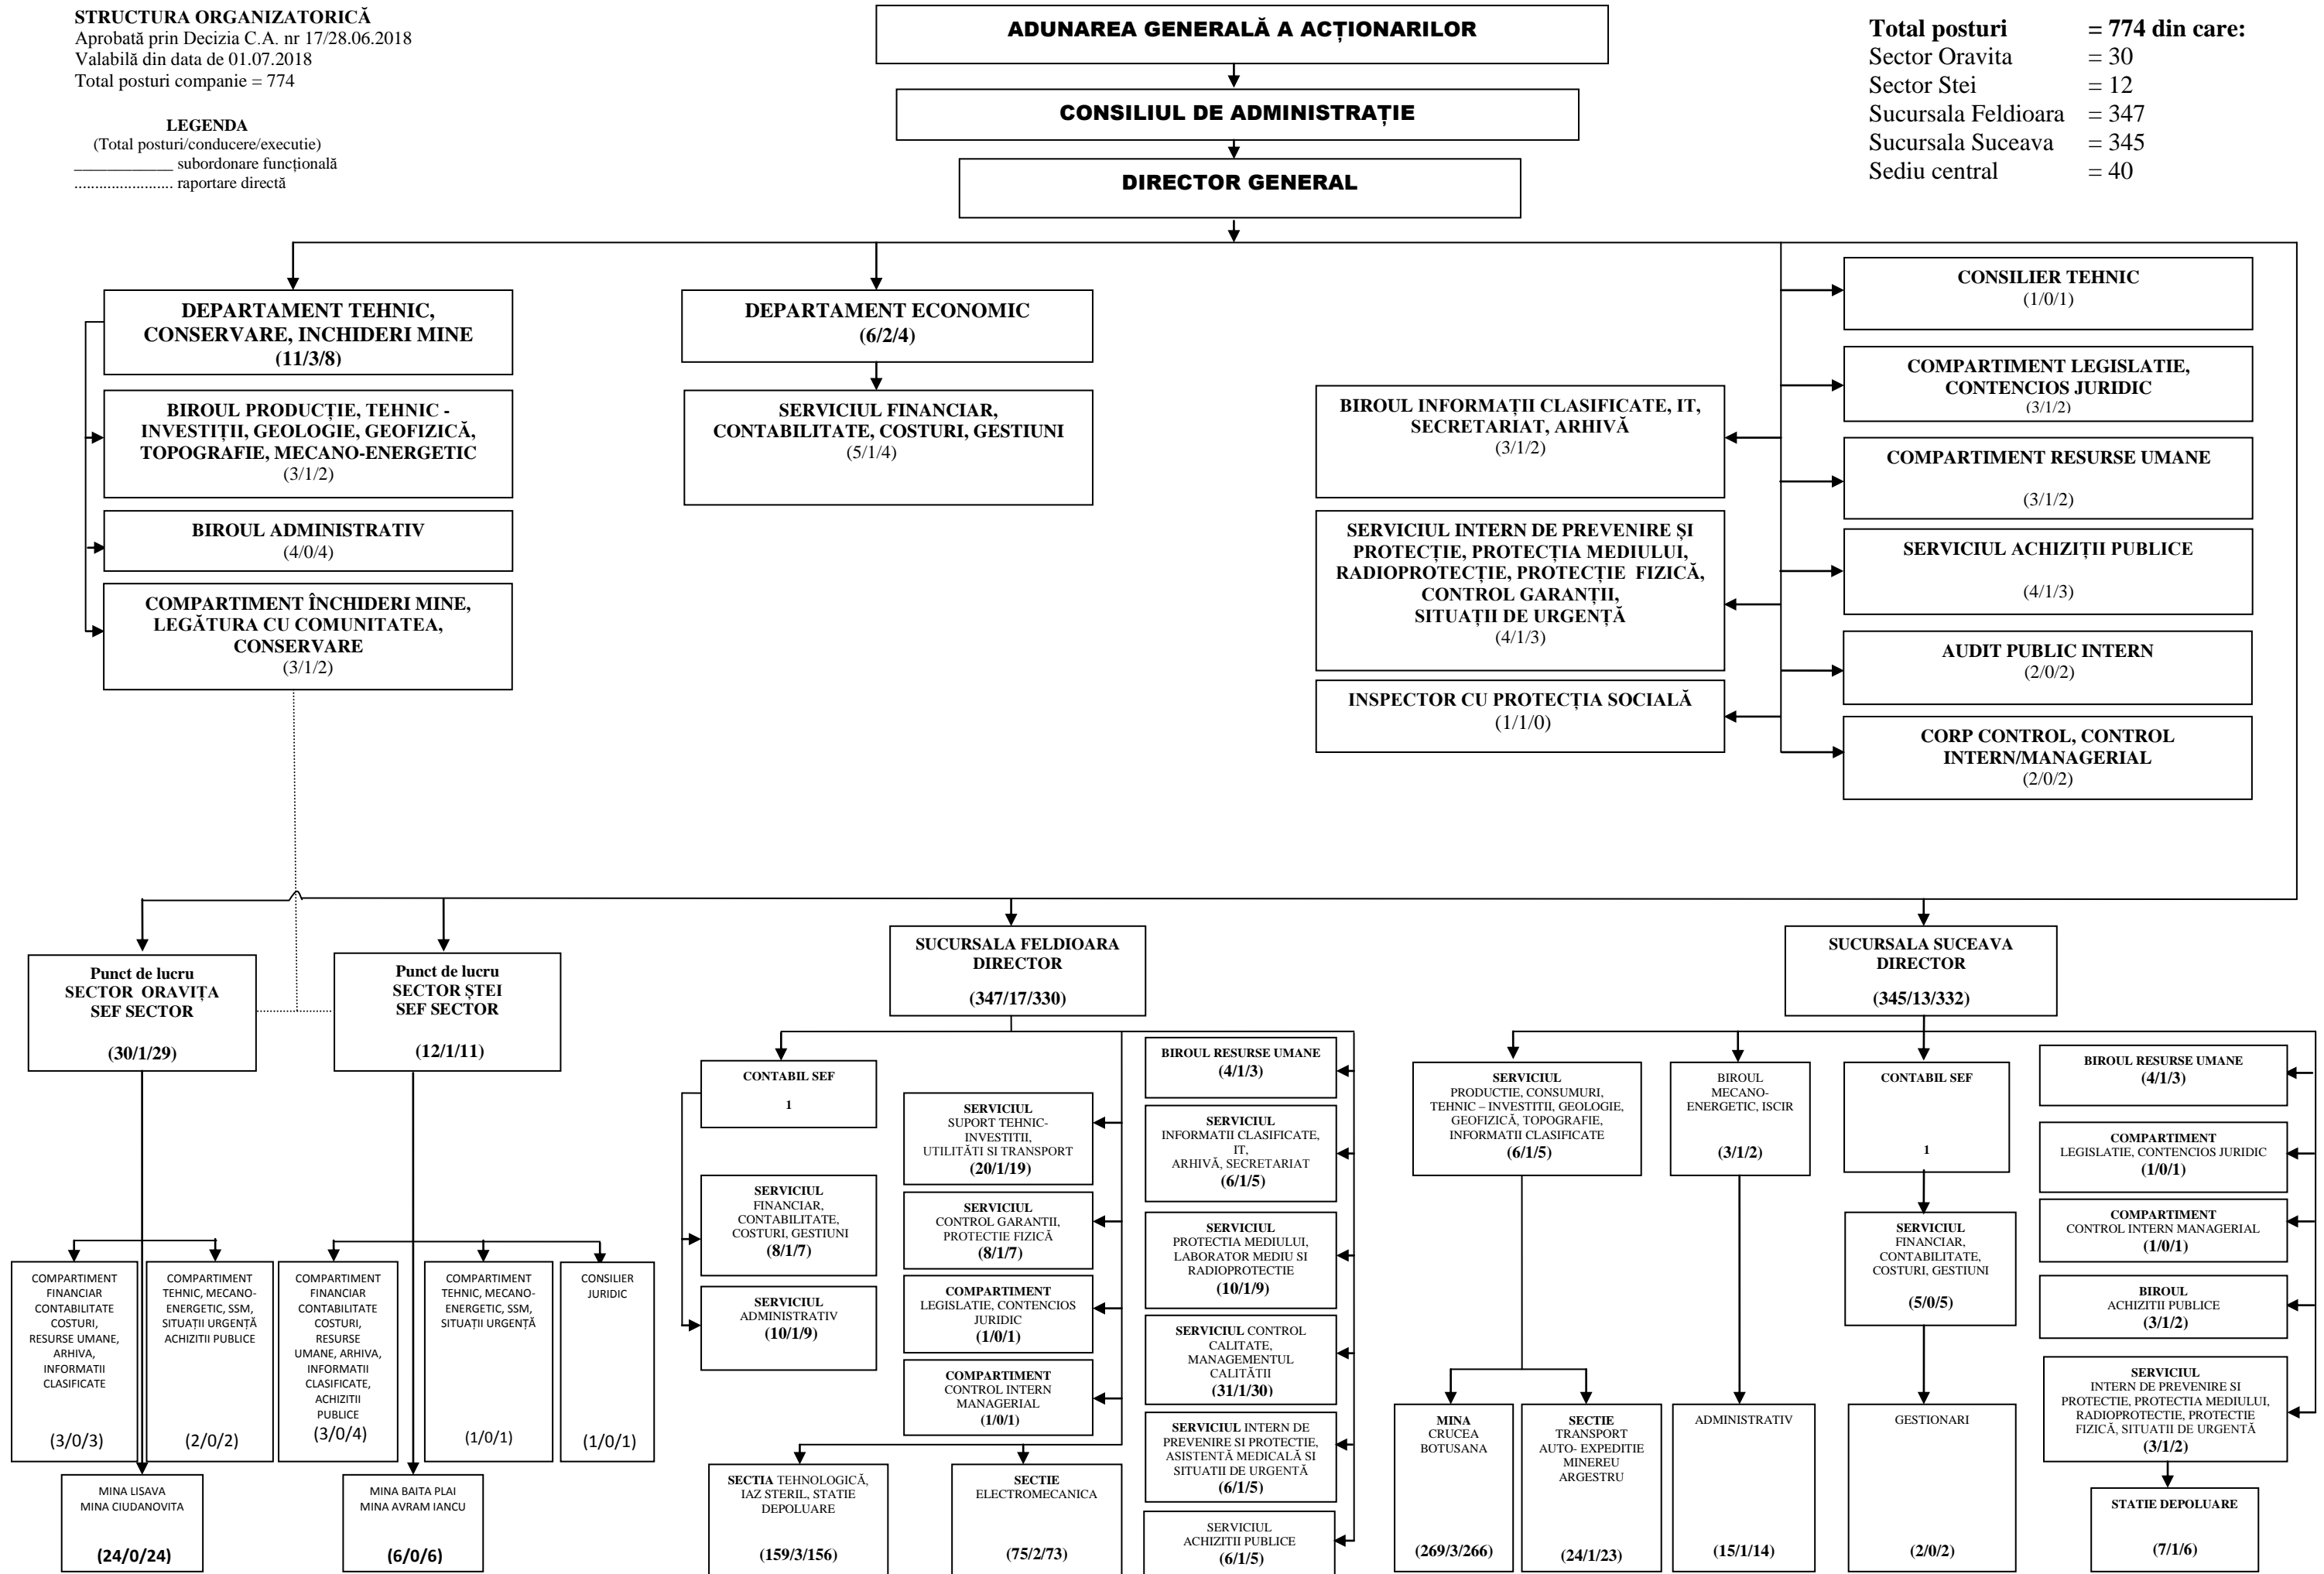 STRUCTURA ORGANIZATORICĂ
Aprobată prin Decizia C.A. nr 17/28.06.2018
Valabilă din data de 01.07.2018
Total posturi companie = 774
LEGENDA
(Total posturi/conducere/executie)
____________ subordonare funcțională
........................ raportare directă
ADUNAREA GENERALĂ A ACȚIONARILOR
CONSILIUL DE ADMINISTRAȚIE
DIRECTOR GENERAL
Total posturi = 774 din care:
Sector Oravita = 30
Sector Stei = 12
Sucursala Feldioara = 347
Sucursala Suceava = 345
Sediu central = 40
DEPARTAMENT TEHNIC,
CONSERVARE, INCHIDERI MINE
(11/3/8)
BIROUL PRODUCȚIE, TEHNIC -
INVESTIȚII, GEOLOGIE, GEOFIZICĂ,
TOPOGRAFIE, MECANO-ENERGETIC
(3/1/2)
BIROUL ADMINISTRATIV
(4/0/4)
COMPARTIMENT ÎNCHIDERI MINE,
LEGĂTURA CU COMUNITATEA,
CONSERVARE
(3/1/2)
DEPARTAMENT ECONOMIC
(6/2/4)
SERVICIUL FINANCIAR,
CONTABILITATE, COSTURI, GESTIUNI
(5/1/4)
BIROUL INFORMAȚII CLASIFICATE, IT,
SECRETARIAT, ARHIVĂ
(3/1/2)
SERVICIUL INTERN DE PREVENIRE ȘI
PROTECȚIE, PROTECȚIA MEDIULUI,
RADIOPROTECȚIE, PROTECȚIE FIZICĂ,
CONTROL GARANȚII,
SITUAȚII DE URGENȚĂ
(4/1/3)
INSPECTOR CU PROTECȚIA SOCIALĂ
(1/1/0)
CONSILIER TEHNIC
(1/0/1)
COMPARTIMENT LEGISLATIE,
CONTENCIOS JURIDIC
(3/1/2)
COMPARTIMENT RESURSE UMANE
(3/1/2)
SERVICIUL ACHIZIȚII PUBLICE
(4/1/3)
AUDIT PUBLIC INTERN
(2/0/2)
CORP CONTROL, CONTROL
INTERN/MANAGERIAL
(2/0/2)
Punct de lucru
SECTOR ORAVIȚA
SEF SECTOR
(30/1/29)
Punct de lucru
SECTOR ȘTEI
SEF SECTOR
(12/1/11)
SUCURSALA FELDIOARA
DIRECTOR
(347/17/330)
SUCURSALA SUCEAVA
DIRECTOR
(345/13/332)
COMPARTIMENT
FINANCIAR
CONTABILITATE
COSTURI,
RESURSE UMANE,
ARHIVA,
INFORMATII
CLASIFICATE
(3/0/3)
COMPARTIMENT
TEHNIC, MECANO-
ENERGETIC, SSM,
SITUAȚII URGENȚĂ
ACHIZITII PUBLICE
(2/0/2)
MINA LISAVA
MINA CIUDANOVITA
(24/0/24)
COMPARTIMENT
FINANCIAR
CONTABILITATE
COSTURI,
RESURSE
UMANE, ARHIVA,
INFORMATII
CLASIFICATE,
ACHIZITII
PUBLICE
(3/0/4)
COMPARTIMENT
TEHNIC, MECANO-
ENERGETIC, SSM,
SITUAȚII URGENȚĂ
(1/0/1)
CONSILIER
JURIDIC
(1/0/1)
MINA BAITA PLAI
MINA AVRAM IANCU
(6/0/6)
CONTABIL SEF
1
SERVICIUL
FINANCIAR,
CONTABILITATE,
COSTURI, GESTIUNI
(8/1/7)
SERVICIUL
ADMINISTRATIV
(10/1/9)
SERVICIUL
SUPORT TEHNIC-
INVESTITII,
UTILITĂTI SI TRANSPORT
(20/1/19)
SERVICIUL
CONTROL GARANTII,
PROTECTIE FIZICĂ
(8/1/7)
COMPARTIMENT
LEGISLATIE, CONTENCIOS
JURIDIC
(1/0/1)
COMPARTIMENT
CONTROL INTERN
MANAGERIAL
(1/0/1)
SECTIA TEHNOLOGICĂ,
IAZ STERIL, STATIE
DEPOLUARE
(159/3/156)
SECTIE
ELECTROMECANICA
(75/2/73)
BIROUL RESURSE UMANE
(4/1/3)
SERVICIUL
INFORMATII CLASIFICATE,
IT,
ARHIVĂ, SECRETARIAT
(6/1/5)
SERVICIUL
PROTECTIA MEDIULUI,
LABORATOR MEDIU SI
RADIOPROTECTIE
(10/1/9)
SERVICIUL CONTROL
CALITATE,
MANAGEMENTUL
CALITĂTII
(31/1/30)
SERVICIUL INTERN DE
PREVENIRE SI PROTECTIE,
ASISTENTĂ MEDICALĂ SI
SITUATII DE URGENTĂ
(6/1/5)
SERVICIUL
ACHIZITII PUBLICE
(6/1/5)
SERVICIUL
PRODUCTIE, CONSUMURI,
TEHNIC – INVESTITII, GEOLOGIE,
GEOFIZICĂ, TOPOGRAFIE,
INFORMATII CLASIFICATE
(6/1/5)
MINA
CRUCEA
BOTUSANA
(269/3/266)
SECTIE
TRANSPORT
AUTO- EXPEDITIE
MINEREU
ARGESTRU
(24/1/23)
BIROUL
MECANO-
ENERGETIC, ISCIR
(3/1/2)
ADMINISTRATIV
(15/1/14)
CONTABIL SEF
1
SERVICIUL
FINANCIAR,
CONTABILITATE,
COSTURI, GESTIUNI
(5/0/5)
GESTIONARI
(2/0/2)
BIROUL RESURSE UMANE
(4/1/3)
COMPARTIMENT
LEGISLATIE, CONTENCIOS JURIDIC
(1/0/1)
COMPARTIMENT
CONTROL INTERN MANAGERIAL
(1/0/1)
BIROUL
ACHIZITII PUBLICE
(3/1/2)
SERVICIUL
INTERN DE PREVENIRE SI
PROTECTIE, PROTECTIA MEDIULUI,
RADIOPROTECTIE, PROTECTIE
FIZICĂ, SITUATII DE URGENTĂ
(3/1/2)
STATIE DEPOLUARE
(7/1/6)